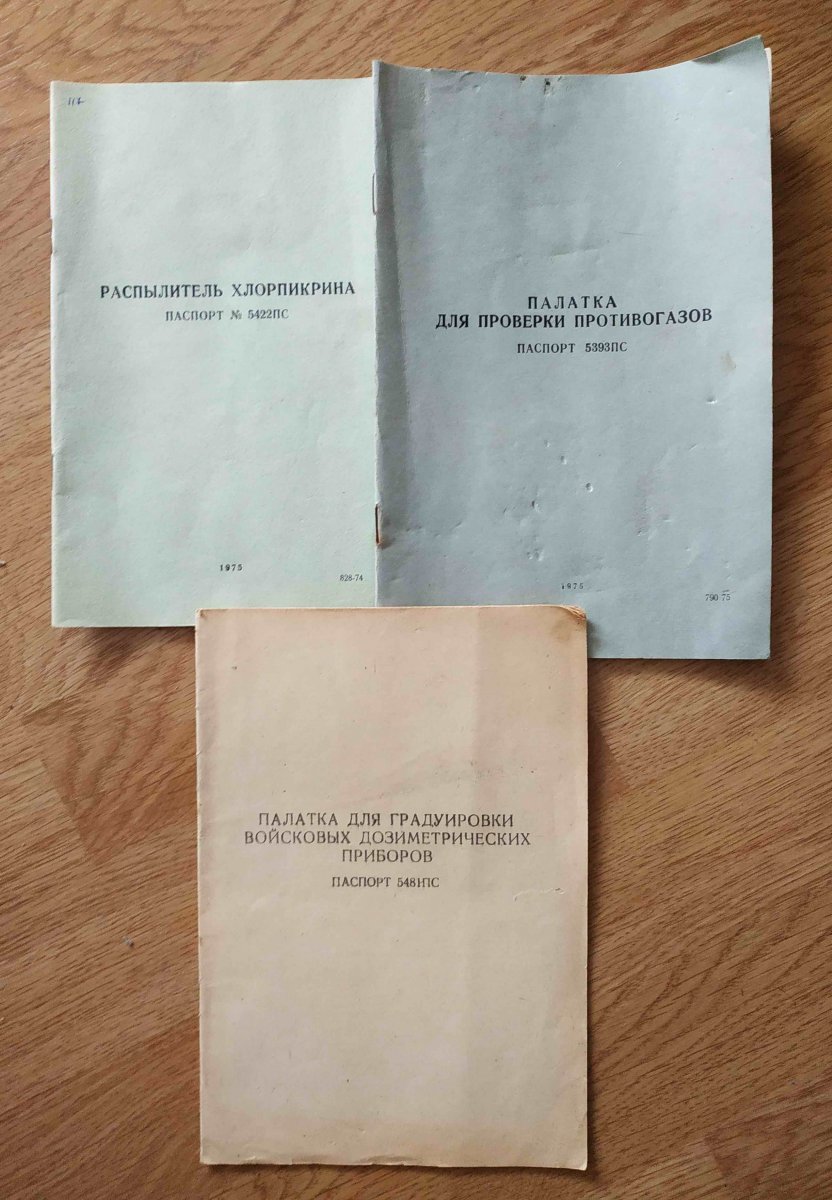 117
РАСПЫЛИТЕЛЬ ХЛОРПИКРИНА
ПАСПОРТ № 5422ПС
1975
828-74
ПАЛАТКА
ДЛЯ ПРОВЕРКИ ПРОТИВОГАЗОВ
ПАСПОРТ 5393ПС
1975
790-75
ПАЛАТКА ДЛЯ ГРАДУИРОВКИ
ВОЙСКОВЫХ ДОЗИМЕТРИЧЕСКИХ
ПРИБОРОВ
ПАСПОРТ 5481ПС